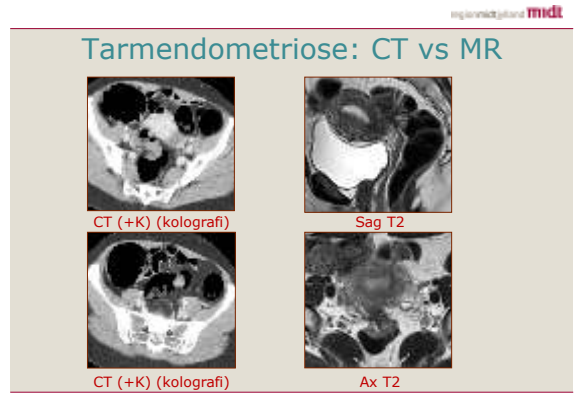 regionmidtjylland midt
Tarmendometriose: CT vs MR
CT (+K) (kolografi)
Sag T2
CT (+K) (kolografi)
Ax T2